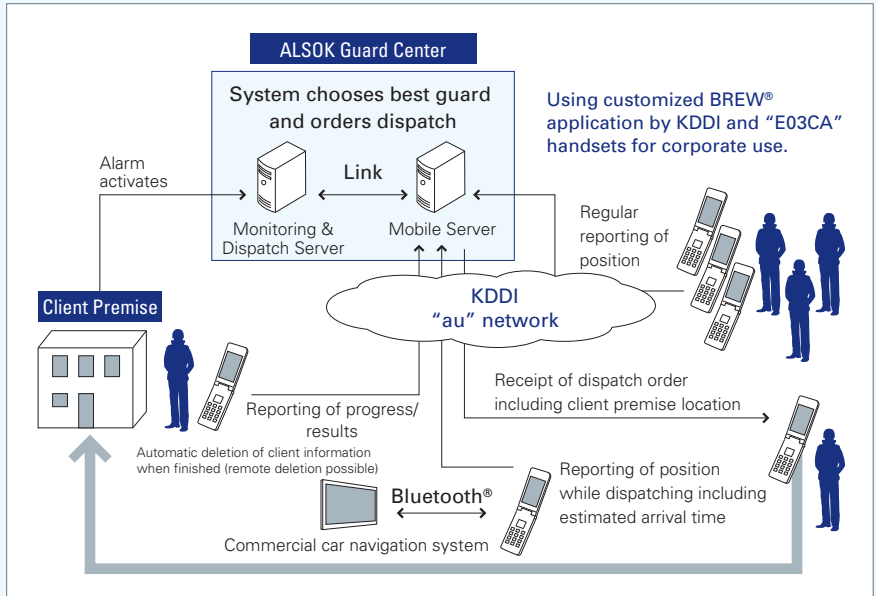 ALSOK Guard Center
System chooses best guard
and orders dispatch
Using customized BREW®
application by KDDI and “E03CA”
handsets for corporate use.
Alarm
activates
Link
Monitoring &
Dispatch Server
Mobile Server
Regular
reporting of
position
Client Premise
KDDI
“au” network
Receipt of dispatch order
including client premise location
Reporting of progress/
results
Automatic deletion of client information
when finished (remote deletion possible)
Reporting of position
while dispatching including
estimated arrival time
Bluetooth®
Commercial car navigation system